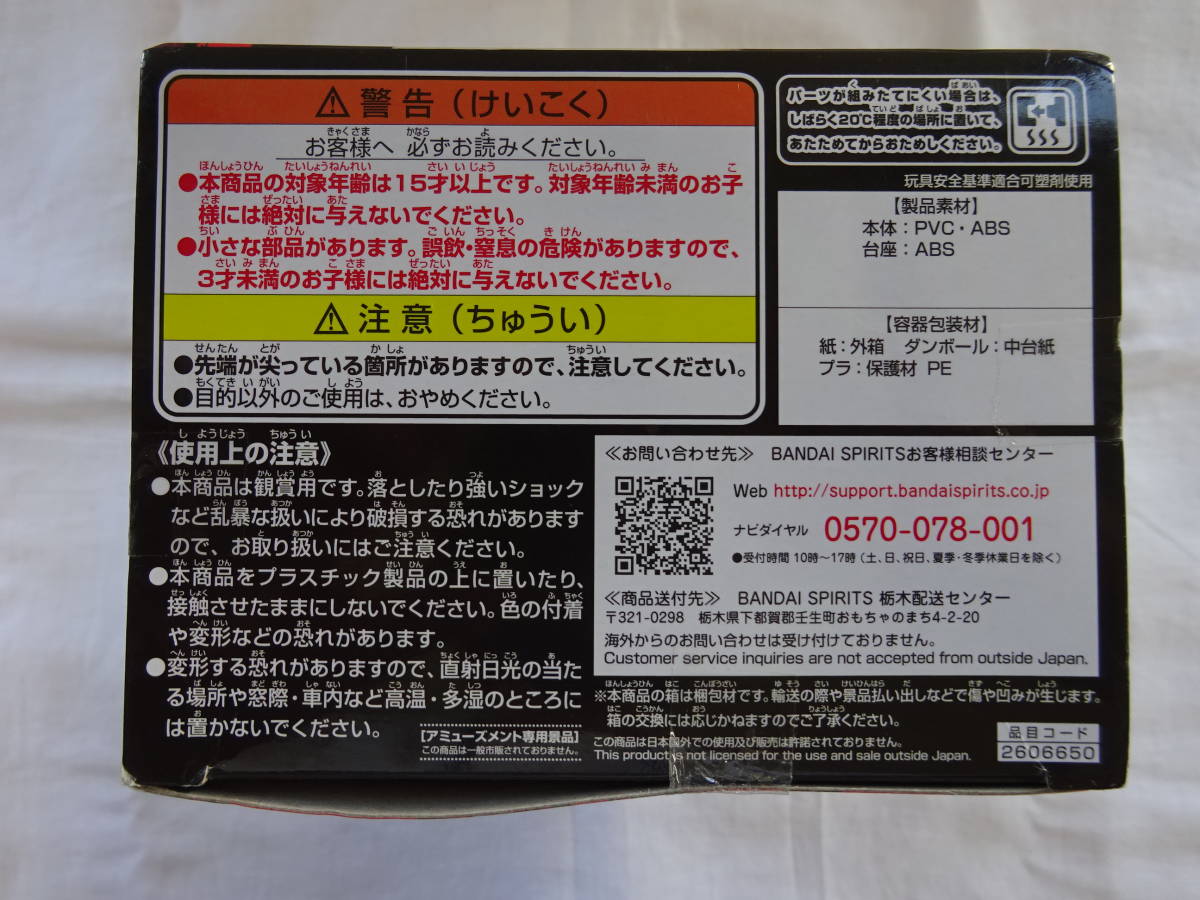 ⚠警告(けいこく)
お客様へ 必ずお読みください。
●本商品の対象年齢は15才以上です。対象年齢未満のお子
様には絶対に与えないでください。
●小さな部品があります。誤飲・窒息の危険がありますので、
3才未満のお子様には絶対に与えないでください。
⚠注意(ちゅうい)
●先端が尖っている箇所がありますので、注意してください。
●目的以外のご使用は、おやめください。
パーツが組みたてにくい場合は、
しばらく20℃程度の場所に置いて、
あたためてからおためしください。
玩具安全基準適合可塑剤使用
【製品素材】
本体:PVC・ABS
台座:ABS
【容器包装材】
紙:外箱 ダンボール:中台紙
プラ:保護材 PE
《使用上の注意》
●本商品は観賞用です。落としたり強いショック
など乱暴な扱いにより破損する恐れがあります
ので、お取り扱いにはご注意ください。
●本商品をプラスチック製品の上に置いたり、
接触させたままにしないでください。色の付着
や変形などの恐れがあります。
●変形する恐れがありますので、直射日光の当た
る場所や窓際・車内など高温・多湿のところに
は置かないでください。
[アミューズメント専用景品]
この商品は一般市販されておりません。
≪お問い合わせ先≫ BANDAI SPIRITSお客様相談センター
Web http://support.bandaispirits.co.jp
ナビダイヤル 0570-078-001
●受付時間 10時〜17時(土、日、祝日、夏季・冬季休業日を除く)
≪商品送付先≫ BANDAI SPIRITS 栃木配送センター
〒321-0298 栃木県下都賀郡壬生町おもちゃのまち4-2-20
海外からのお問い合わせは受け付けておりません。
Customer service inquiries are not accepted from outside Japan.
※本商品の箱は梱包材です。輸送の際や景品払い出しなどで傷や凹みが生じます。
箱の交換には応じかねますのでご了承ください。
この商品は日本国外での使用及び販売は許諾されておりません。
This product is not licensed for the use and sale outside Japan.
品目コード
2606650